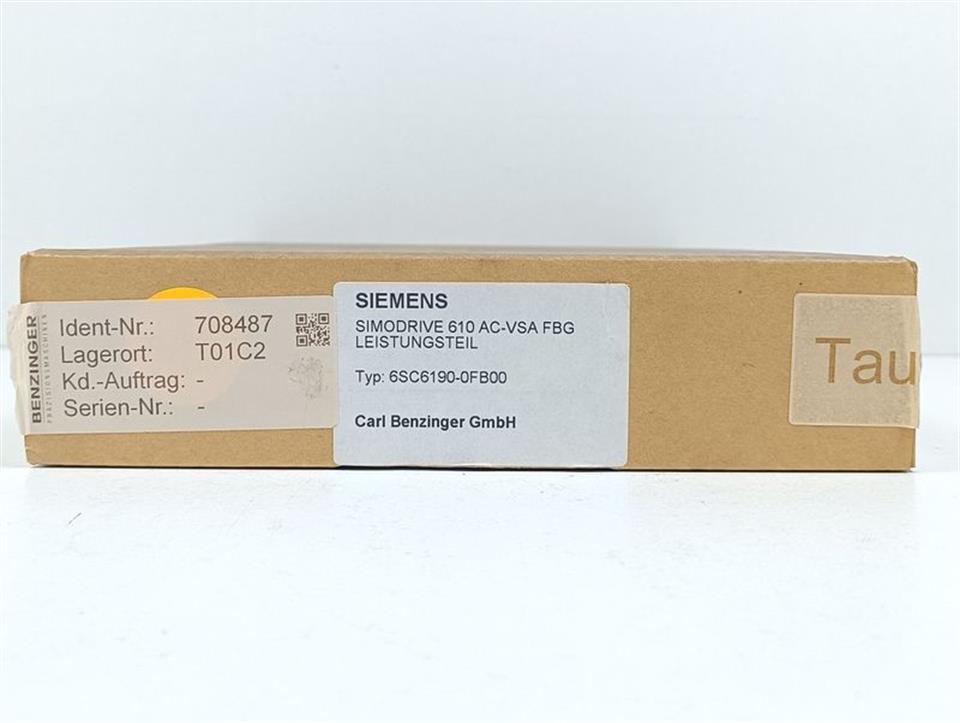 BENZINGER
PRÄZISIONSMASCHINEN
Ident-Nr.: 708487
Lagerort: T01C2
Kd.-Auftrag: -
Serien-Nr.: -
SIEMENS
SIMODRIVE 610 AC-VSA FBG
LEISTUNGSTEIL
Typ: 6SC6190-0FB00
Carl Benzinger GmbH
Tau